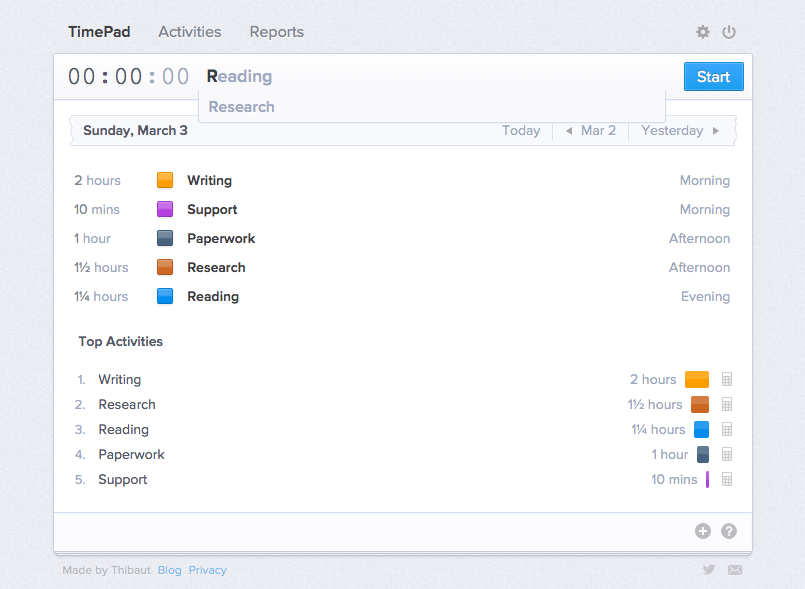 TimePad Activities Reports
00:00:00 Reading Start
Research
Sunday, March 3 Today Mar 2 Yesterday
2 hours Writing Morning
10 mins Support Morning
1 hour Paperwork Afternoon
1½ hours Research Afternoon
1¼ hours Reading Evening
Top Activities
1. Writing 2 hours
2. Research 1½ hours
3. Reading 1¼ hours
4. Paperwork 1 hour
5. Support 10 mins
?
Made by Thibaut Blog Privacy